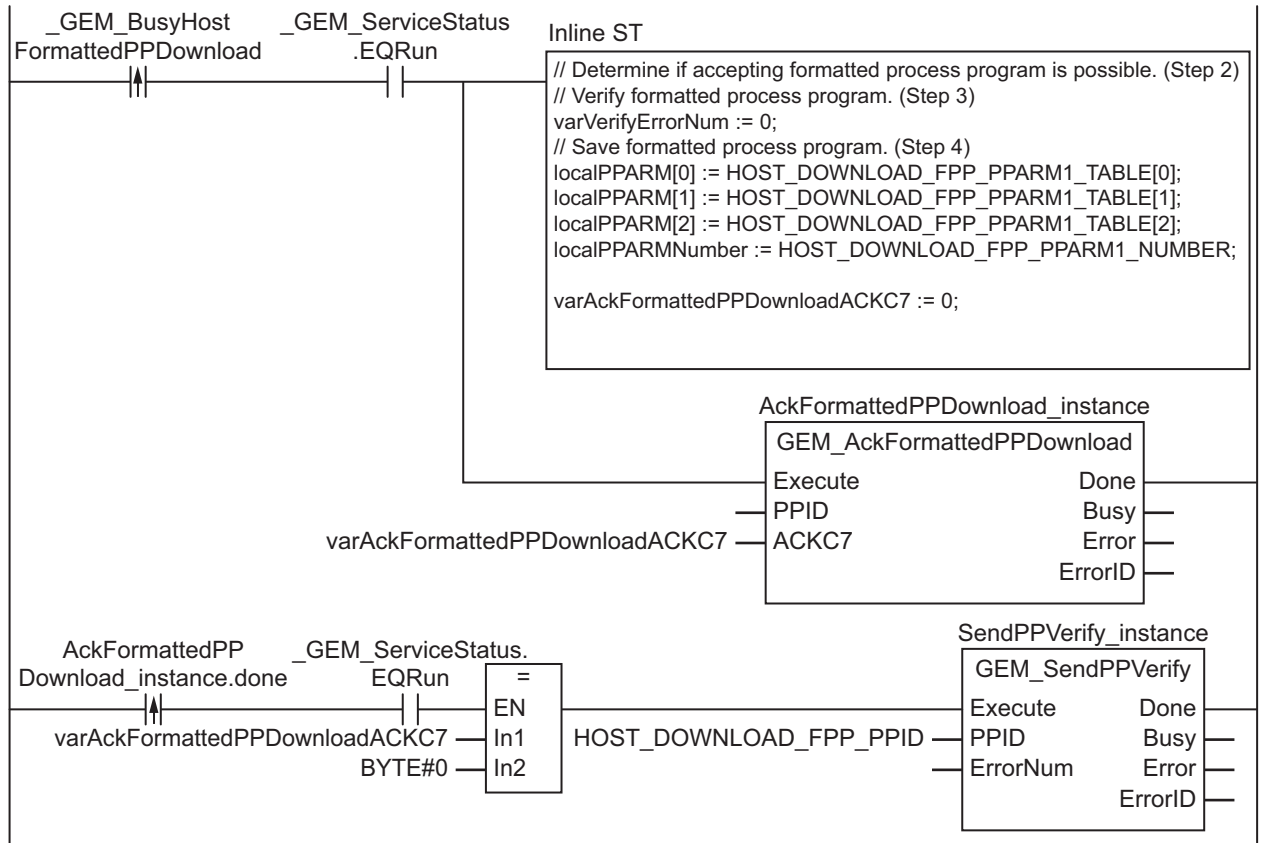 _GEM_BusyHost
FormattedPPDownload
_GEM_ServiceStatus
.EQRun
Inline ST
// Determine if accepting formatted process program is possible. (Step 2)
// Verify formatted process program. (Step 3)
varVerifyErrorNum := 0;
// Save formatted process program. (Step 4)
localPPARM[0] := HOST_DOWNLOAD_FPP_PPARM1_TABLE[0];
localPPARM[1] := HOST_DOWNLOAD_FPP_PPARM1_TABLE[1];
localPPARM[2] := HOST_DOWNLOAD_FPP_PPARM1_TABLE[2];
localPPARMNumber := HOST_DOWNLOAD_FPP_PPARM1_NUMBER;
varAckFormattedPPDownloadACKC7 := 0;
AckFormattedPPDownload_instance
GEM_AckFormattedPPDownload
Execute Done
PPID Busy
varAckFormattedPPDownloadACKC7 ACKC7 Error
ErrorID
AckFormattedPP
Download_instance.done
_GEM_ServiceStatus.
EQRun
=
EN
varAckFormattedPPDownloadACKC7 In1
BYTE#0 In2
SendPPVerify_instance
GEM_SendPPVerify
Execute Done
HOST_DOWNLOAD_FPP_PPID PPID Busy
ErrorNum Error
ErrorID